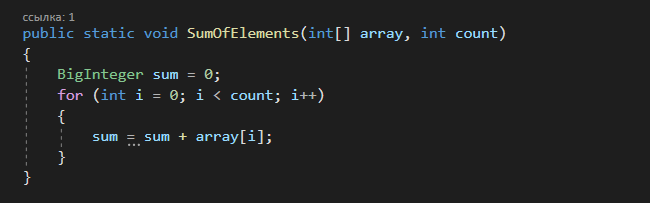 ссылка: 1
public static void SumOfElements(int[] array, int count)
{
BigInteger sum = 0;
for (int i = 0; i < count; i++)
{
sum = sum + array[i];
}
}